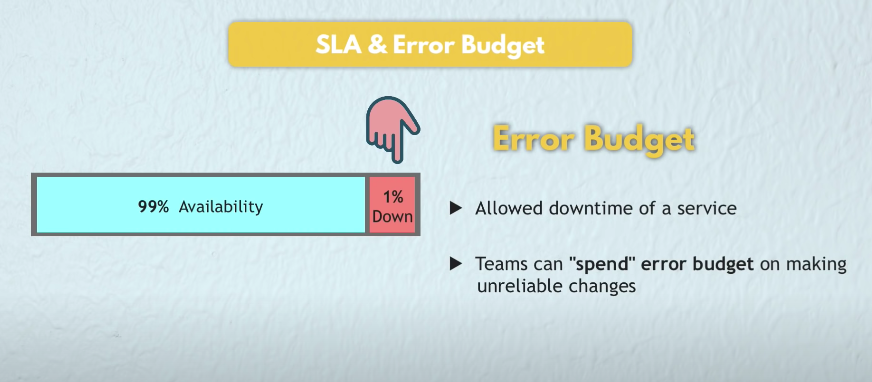 SLA & Error Budget
Error Budget
99% Availability
1%
Down
Allowed downtime of a service
Teams can "spend" error budget on making
unreliable changes